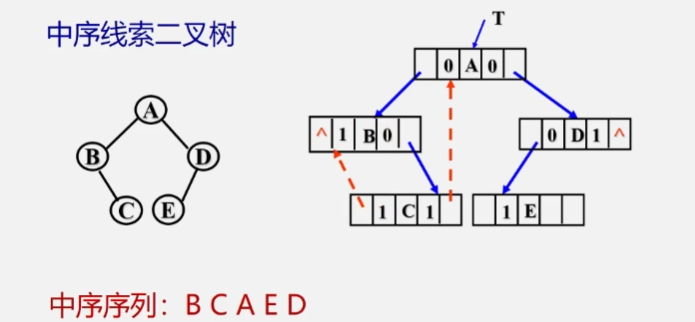 中序线索二叉树
T
0 A 0
A
^ 1 B 0
0 D 1 ^
B D
C E
1 C 1
1 E
中序序列：B C A E D